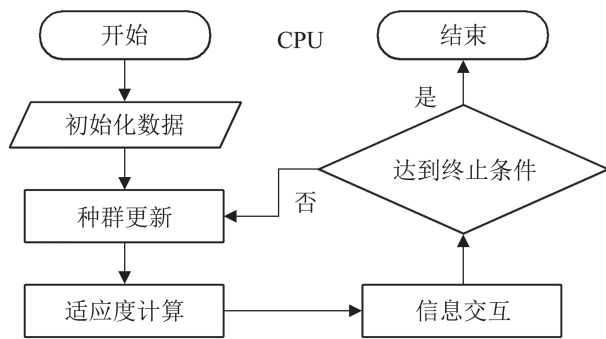 开始
CPU
结束
初始化数据
是
达到终止条件
否
种群更新
适应度计算
信息交互